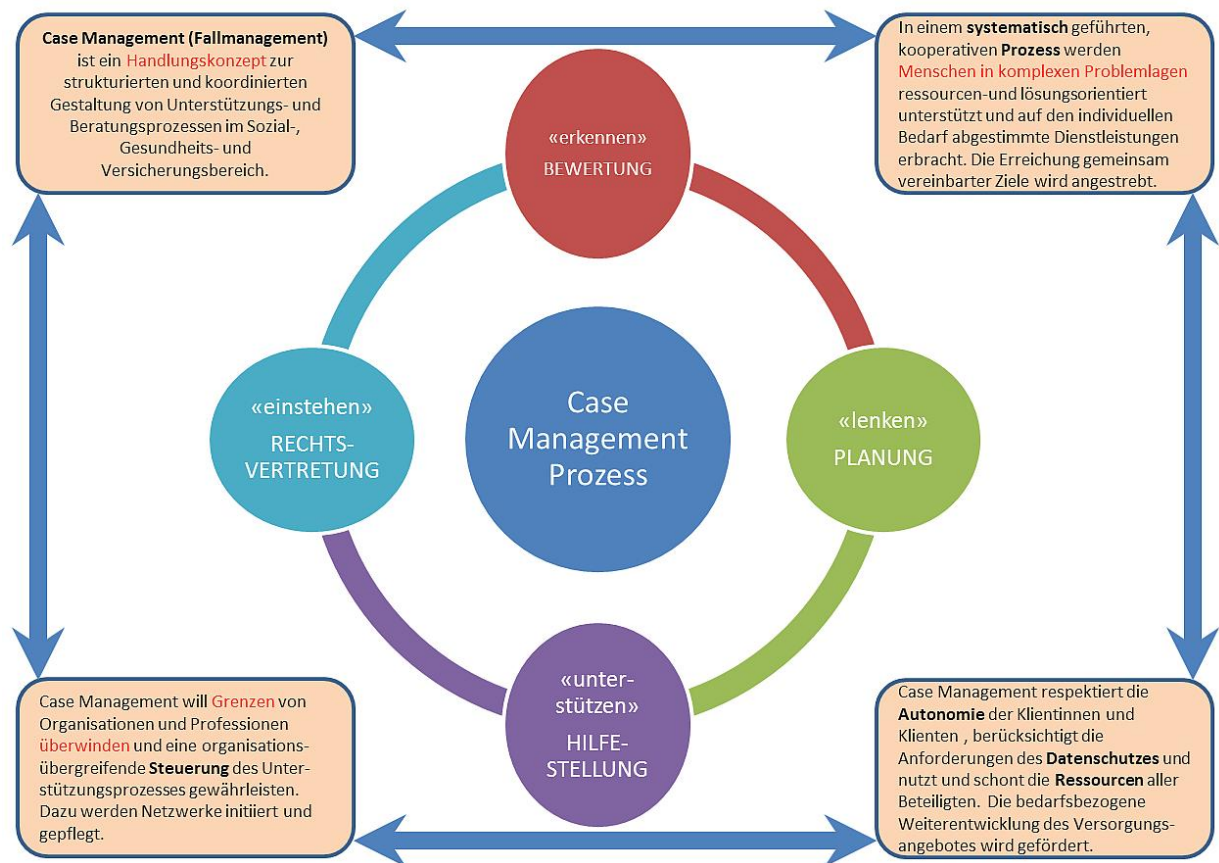 Case Management (Fallmanagement)
ist ein Handlungskonzept zur
strukturierten und koordinierten
Gestaltung von Unterstützungs- und
Beratungsprozessen im Sozial-,
Gesundheits- und
Versicherungsbereich.
In einem systematisch geführten,
kooperativen Prozess werden
Menschen in komplexen Problemlagen
ressourcen-und lösungsorientiert
unterstützt und auf den individuellen
Bedarf abgestimmte Dienstleistungen
erbracht. Die Erreichung gemeinsam
vereinbarter Ziele wird angestrebt.
«erkennen»
BEWERTUNG
«einstehen»
RECHTS-
VERTRETUNG
Case
Management
Prozess
«lenken»
PLANUNG
«unter-
stützen»
HILFE-
STELLUNG
Case Management will Grenzen von
Organisationen und Professionen
überwinden und eine organisations-
übergreifende Steuerung des Unter-
stützungsprozesses gewährleisten.
Dazu werden Netzwerke initiiert und
gepflegt.
Case Management respektiert die
Autonomie der Klientinnen und
Klienten , berücksichtigt die
Anforderungen des Datenschutzes und
nutzt und schont die Ressourcen aller
Beteiligten. Die bedarfsbezogene
Weiterentwicklung des Versorgungs-
angebotes wird gefördert.